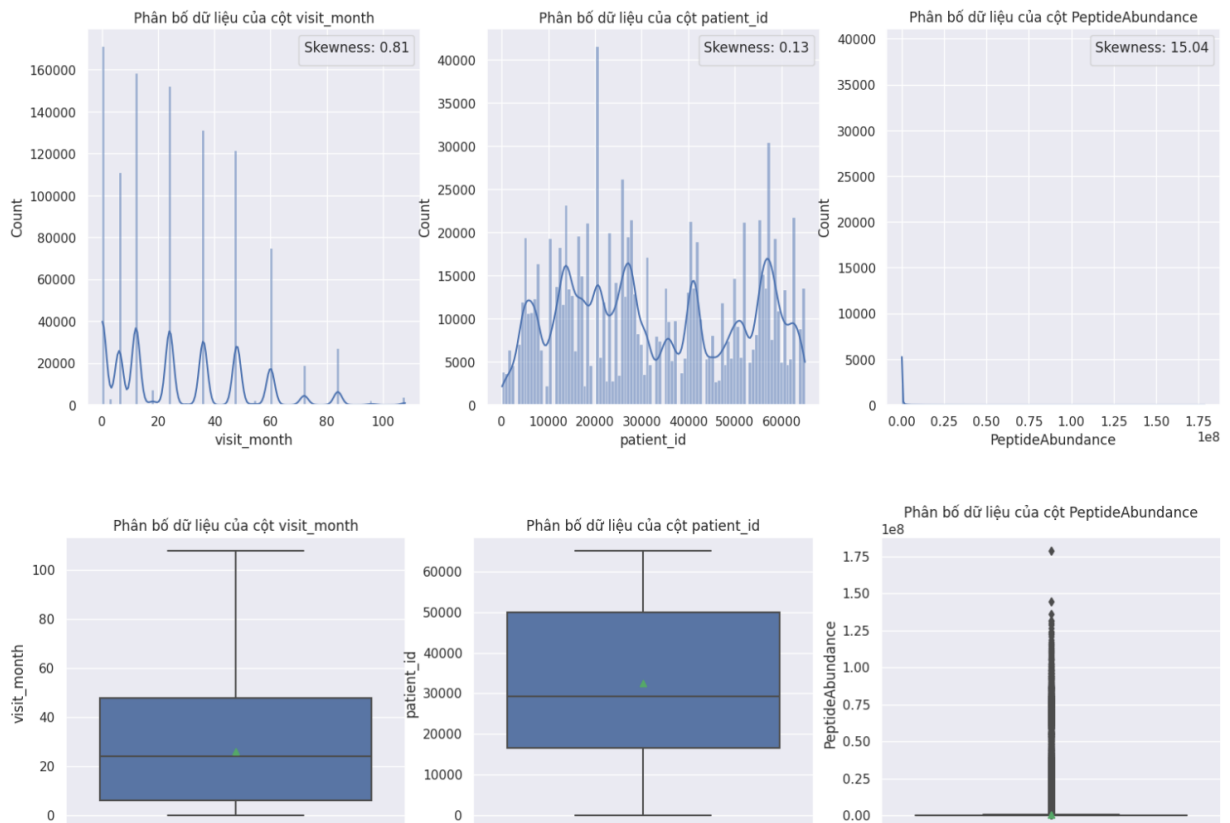 Phân bố dữ liệu của cột visit_month
Skewness: 0.81
160000
140000
120000
100000
80000
60000
40000
20000
0
Count
0 20 40 60 80 100
visit_month
Phân bố dữ liệu của cột patient_id
Skewness: 0.13
40000
35000
30000
25000
20000
15000
10000
5000
0
Count
0 10000 20000 30000 40000 50000 60000
patient_id
Phân bố dữ liệu của cột PeptideAbundance
Skewness: 15.04
40000
35000
30000
25000
20000
15000
10000
5000
0
Count
0.00 0.25 0.50 0.75 1.00 1.25 1.50 1.75
PeptideAbundance
1e8
Phân bố dữ liệu của cột visit_month
100
80
60
40
20
0
visit_month
Phân bố dữ liệu của cột patient_id
60000
50000
40000
30000
20000
10000
0
patient_id
Phân bố dữ liệu của cột PeptideAbundance
1e8
1.75
1.50
1.25
1.00
0.75
0.50
0.25
0.00
PeptideAbundance